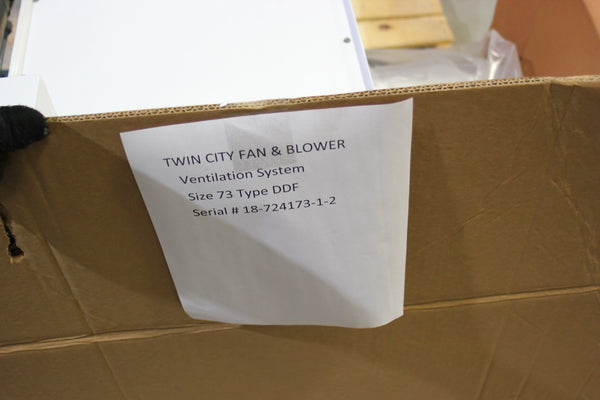 TWIN CITY FAN & BLOWER
Ventilation System
Size 73 Type DDF
Serial # 18-724173-1-2